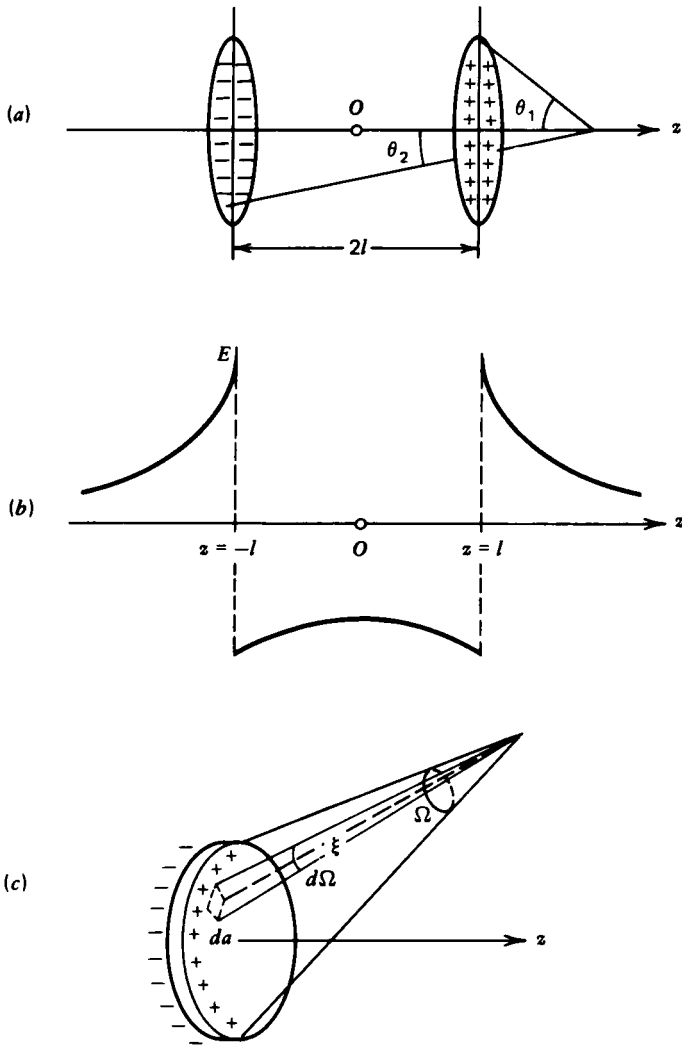 (a)
O
θ₁
z
θ₂
− − − − − − − − − − − − − − −
+ + + + + + + + + + + + + + + +
2l
E
(b)
z
z = −l
O
z = l
Ω
ξ
dΩ
(c)
da
z
− − − − − − − − − −
+ + + + + + + + + +